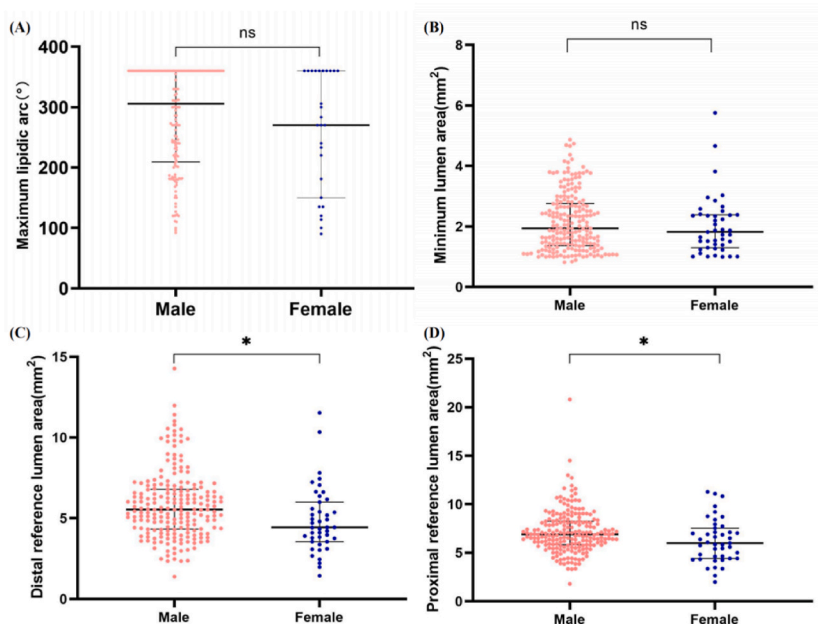 (A)
ns
Maximum lipidic arc(°)
400
300
200
100
0
Male
Female
(B)
ns
Minimum lumen area(mm²)
8
6
4
2
0
Male
Female
(C)
*
Distal reference lumen area(mm²)
15
10
5
0
Male
Female
(D)
*
Proximal reference lumen area(mm²)
25
20
15
10
5
0
Male
Female